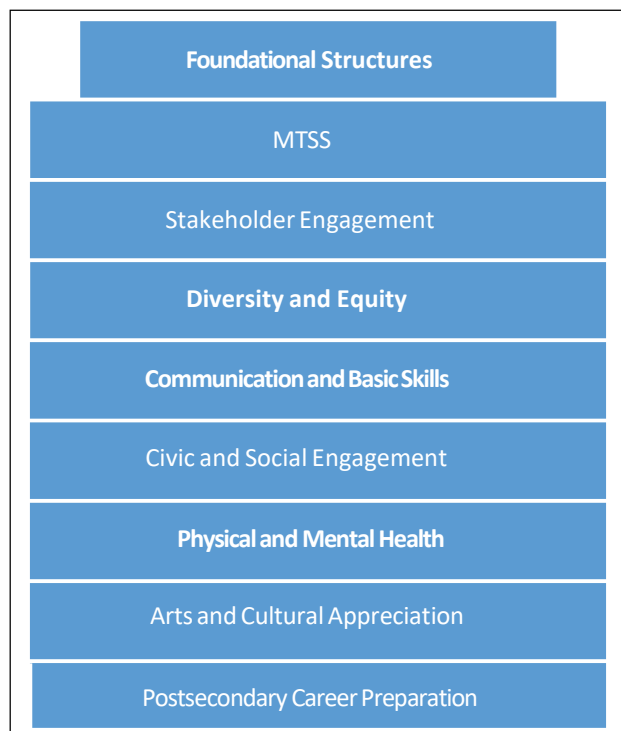 Foundational Structures
MTSS
Stakeholder Engagement
Diversity and Equity
Communication and Basic Skills
Civic and Social Engagement
Physical and Mental Health
Arts and Cultural Appreciation
Postsecondary Career Preparation